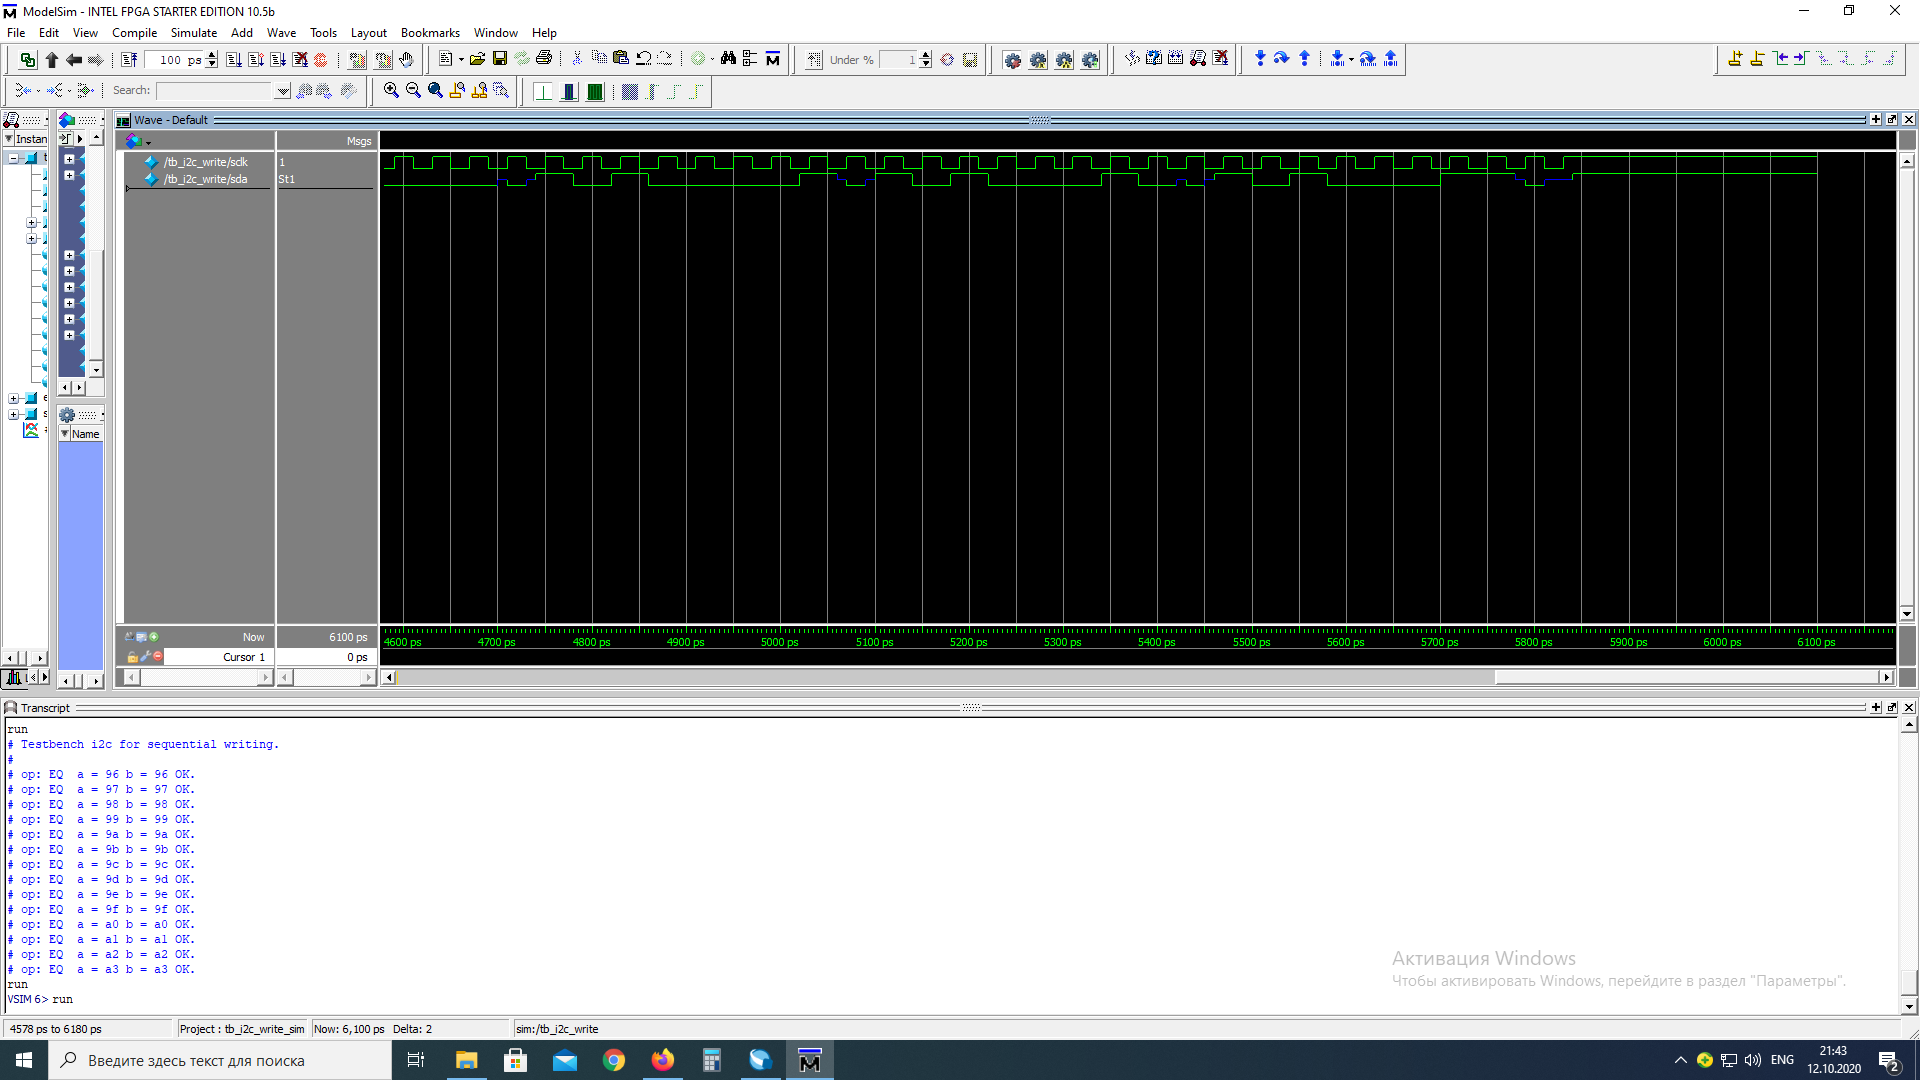 ModelSim - INTEL FPGA STARTER EDITION 10.5b
File Edit View Compile Simulate Add Wave Tools Layout Bookmarks Window Help
100 ps
Under %
1
Search:
Instan
Wave - Default
Msgs
/tb_i2c_write/sclk 1
/tb_i2c_write/sda St1
Name
Now 6100 ps
Cursor 1 0 ps
4600 ps 4700 ps 4800 ps 4900 ps 5000 ps 5100 ps 5200 ps 5300 ps 5400 ps 5500 ps 5600 ps 5700 ps 5800 ps 5900 ps 6000 ps 6100 ps
Transcript
run
# Testbench i2c for sequential writing.
#
# op: EQ a = 96 b = 96 OK.
# op: EQ a = 97 b = 97 OK.
# op: EQ a = 98 b = 98 OK.
# op: EQ a = 99 b = 99 OK.
# op: EQ a = 9a b = 9a OK.
# op: EQ a = 9b b = 9b OK.
# op: EQ a = 9c b = 9c OK.
# op: EQ a = 9d b = 9d OK.
# op: EQ a = 9e b = 9e OK.
# op: EQ a = 9f b = 9f OK.
# op: EQ a = a0 b = a0 OK.
# op: EQ a = a1 b = a1 OK.
# op: EQ a = a2 b = a2 OK.
# op: EQ a = a3 b = a3 OK.
run
VSIM 6> run
Активация Windows
Чтобы активировать Windows, перейдите в раздел "Параметры".
4578 ps to 6180 ps Project : tb_i2c_write_sim Now: 6,100 ps Delta: 2 sim:/tb_i2c_write
Введите здесь текст для поиска
ENG
21:43
12.10.2020
2